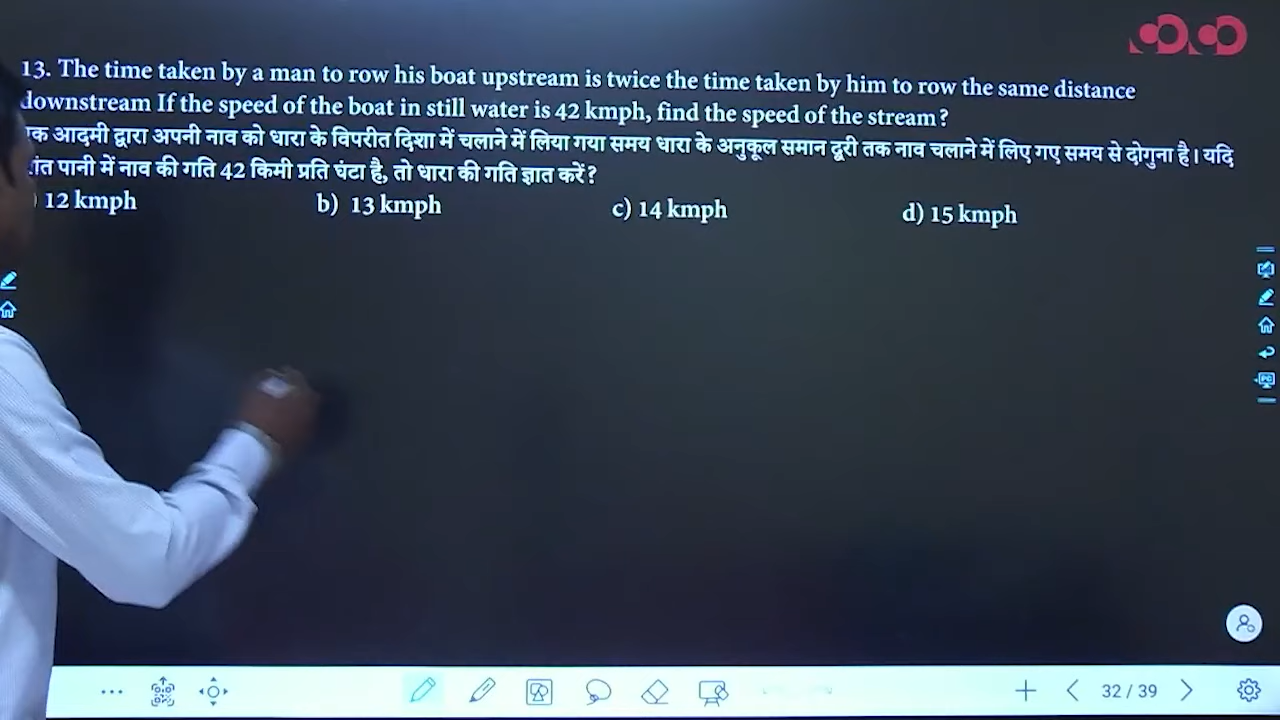 13. The time taken by a man to row his boat upstream is twice the time taken by him to row the same distance
downstream If the speed of the boat in still water is 42 kmph, find the speed of the stream?
आदमी द्वारा अपनी नाव को धारा के विपरीत दिशा में चलाने में लिया गया समय धारा के अनुकूल समान दूरी तक नाव चलाने में लिए गए समय से दोगुना है। यदि
पानी में नाव की गति 42 किमी प्रति घंटा है, तो धारा की गति ज्ञात करें?
) 12 kmph b) 13 kmph c) 14 kmph d) 15 kmph
PC
32 / 39